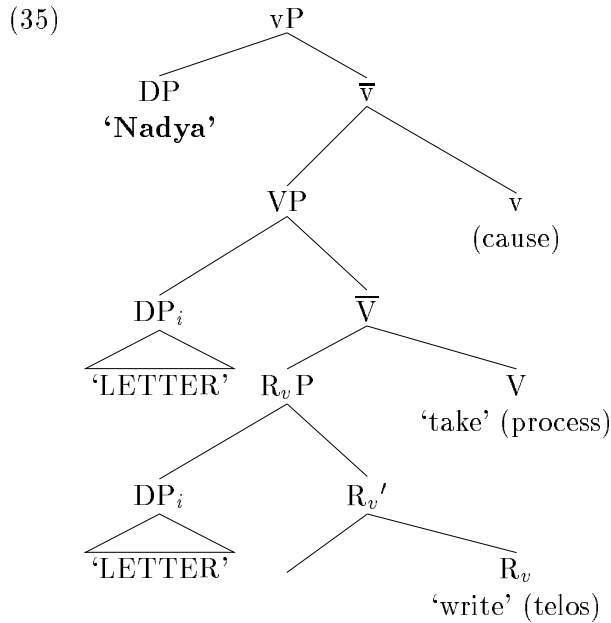 (35) vP
DP v̅
‘Nadya’
VP v
(cause)
DPᵢ V̅
‘LETTER’ RᵥP V
‘take’ (process)
DPᵢ Rᵥ′
‘LETTER’ Rᵥ
‘write’ (telos)